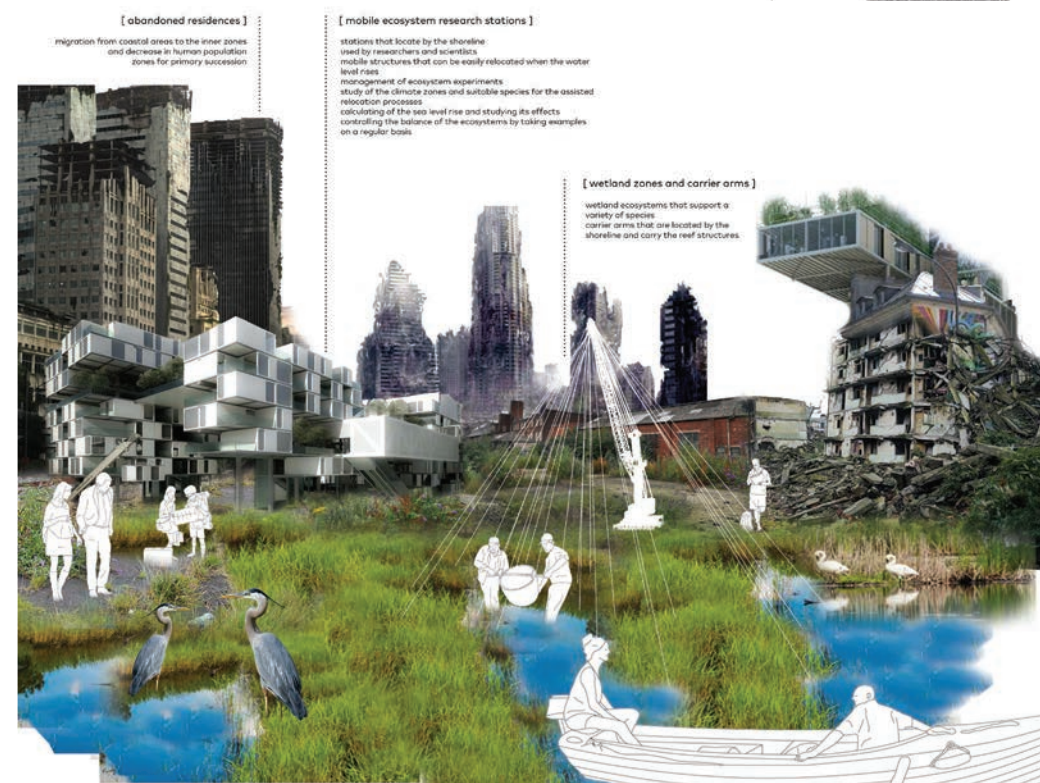 [ abandoned residences ]
migration from coastal areas to the inner zones
and decrease in human population
zones for primary succession
[ mobile ecosystem research stations ]
stations that locate by the shoreline
used by researchers and scientists
mobile structures that can be easily relocated when the water
level rises
management of ecosystem experiments
study of the climate zones and suitable species for the assisted
relocation processes
calculating of the sea level rise and studying its effects
controlling the balance of the ecosystems by taking examples
on a regular basis
[ wetland zones and carrier arms ]
wetland ecosystems that support a
variety of species
carrier arms that are located by the
shoreline and carry the reef structures.